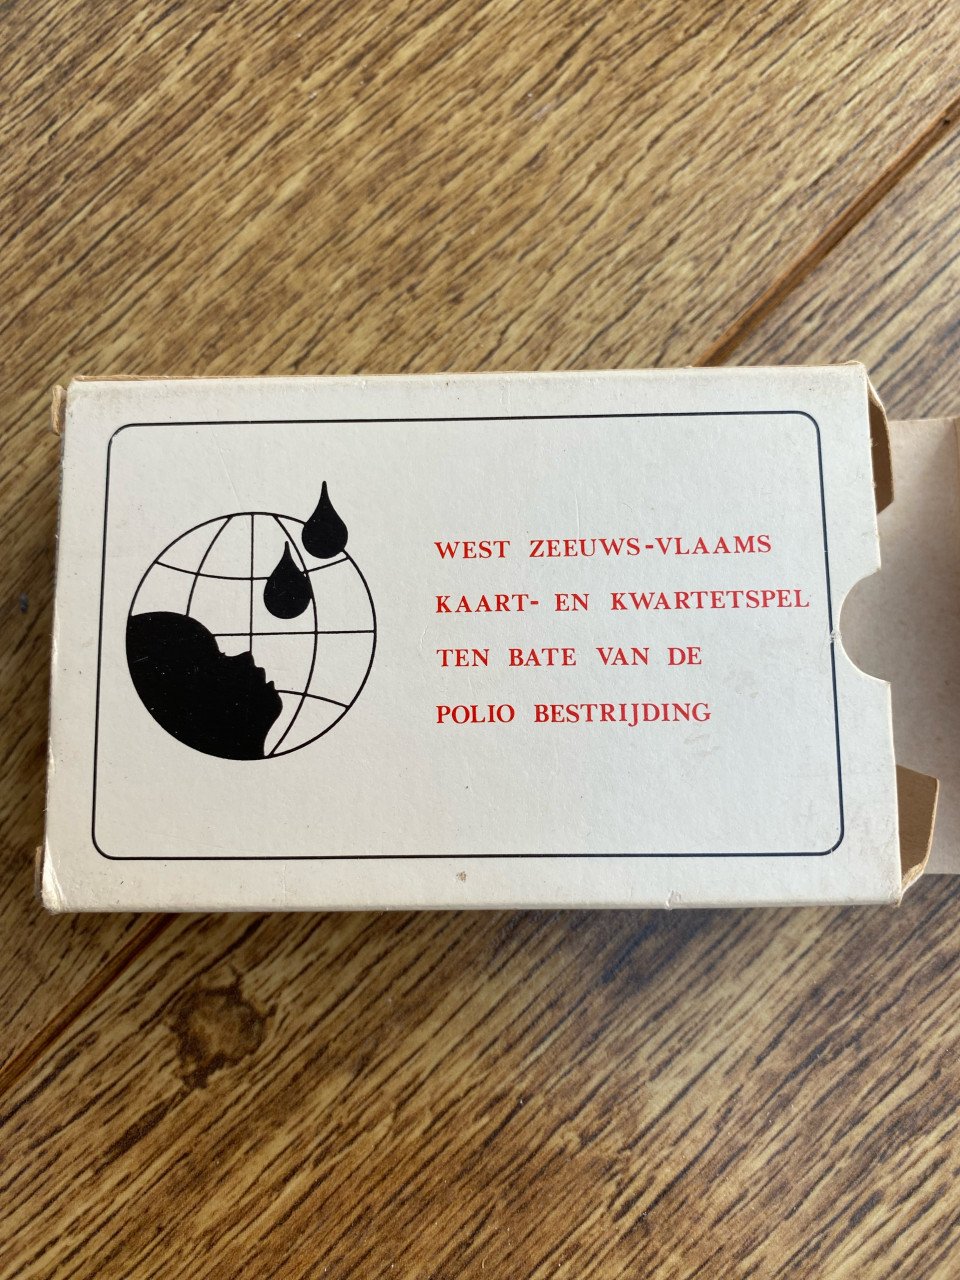 WEST ZEEUWS-VLAAMS
KAART- EN KWARTETSPEL
TEN BATE VAN DE
POLIO BESTRIJDING